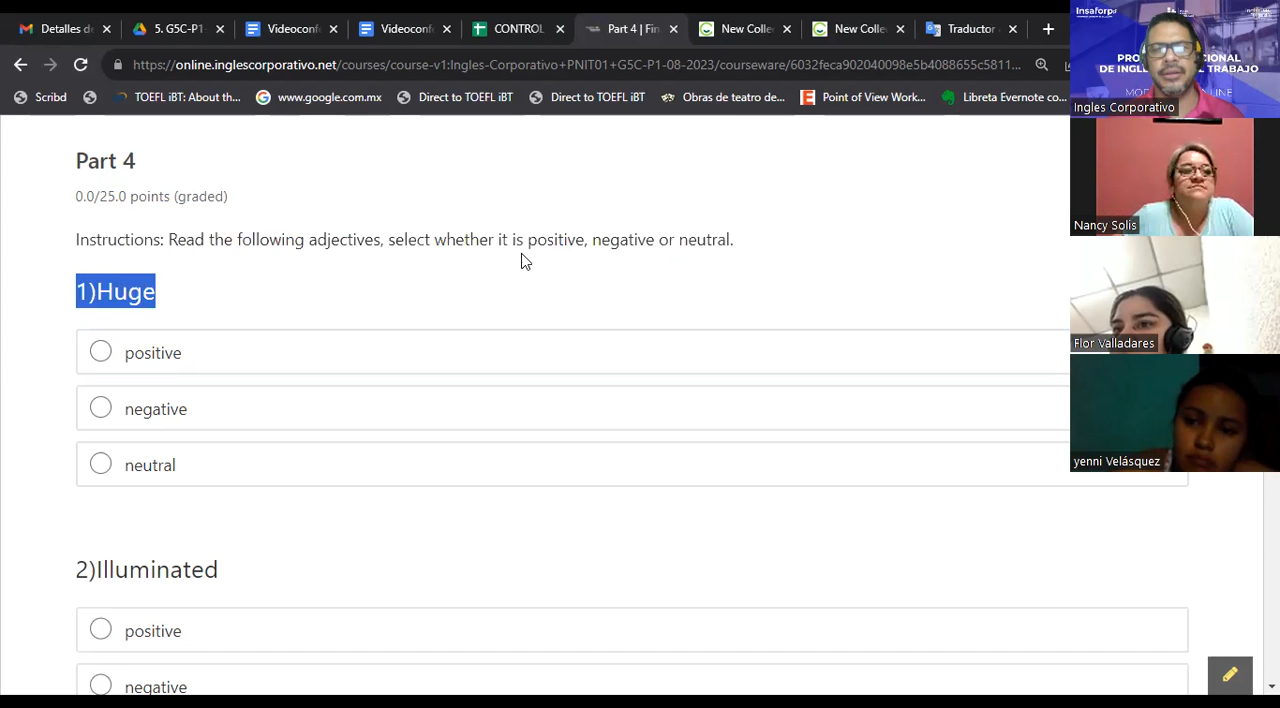 Detalles d
5. G5C-P1-
Videoconf
Videoconf
CONTROL
Part 4 | Fin
New Colle
New Colle
Traductor
https://online.inglescorporativo.net/courses/course-v1:Ingles-Corporativo+PNIT01+G5C-P1-08-2023/courseware/6032feca902040098e5b4088655c5811...
Scribd
TOEFL iBT: About th...
www.google.com.mx
Direct to TOEFL iBT
Direct to TOEFL iBT
Obras de teatro de...
Point of View Work...
Libreta Evernote co...
Part 4
0.0/25.0 points (graded)
Instructions: Read the following adjectives, select whether it is positive, negative or neutral.
1)Huge
positive
negative
neutral
2)Illuminated
positive
negative
Insaforp
Ingles Corporativo
Nancy Solis
Flor Valladares
yenni Velásquez